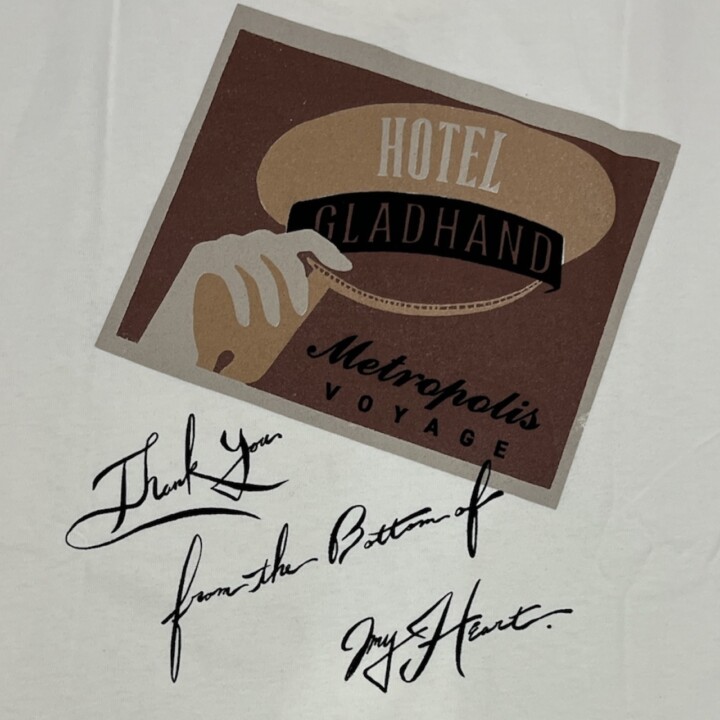 HOTEL
GLADHAND
Metropolis
VOYAGE
Thank You
from the Bottom of
My Heart.